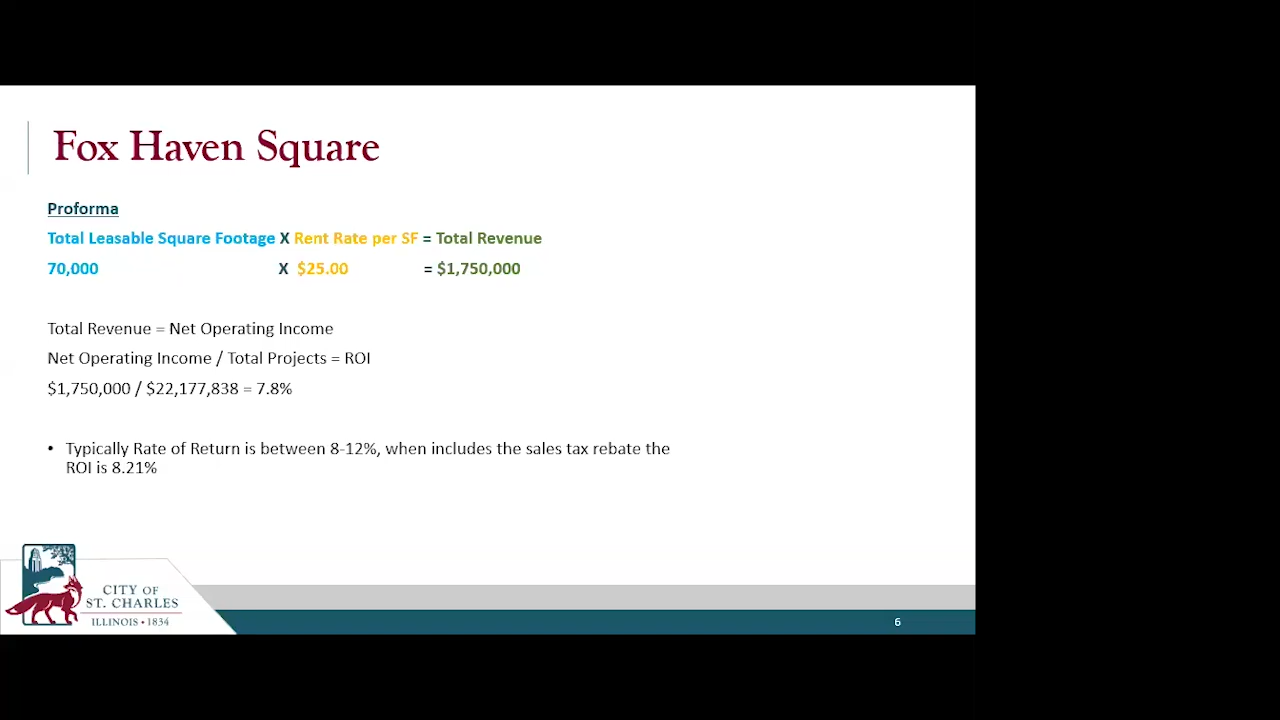 Fox Haven Square
Proforma
Total Leasable Square Footage X Rent Rate per SF = Total Revenue
70,000 X $25.00 = $1,750,000
Total Revenue = Net Operating Income
Net Operating Income / Total Projects = ROI
$1,750,000 / $22,177,838 = 7.8%
• Typically Rate of Return is between 8-12%, when includes the sales tax rebate the
ROI is 8.21%
CITY OF
ST. CHARLES
ILLINOIS • 1834
6